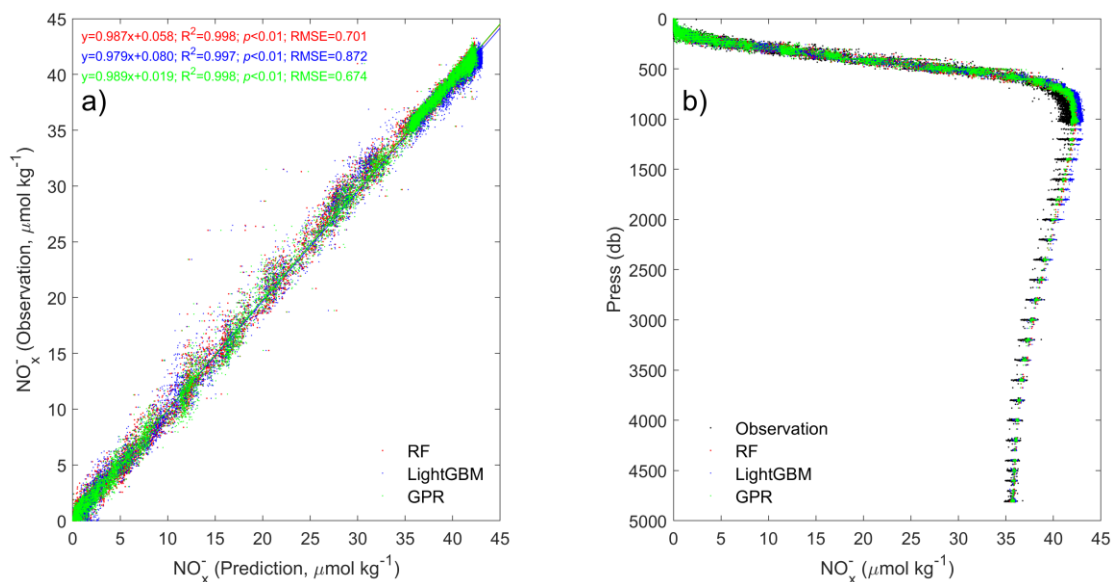 y=0.987x+0.058; R²=0.998; p<0.01; RMSE=0.701
y=0.979x+0.080; R²=0.997; p<0.01; RMSE=0.872
y=0.989x+0.019; R²=0.998; p<0.01; RMSE=0.674
a)
45
40
35
30
25
20
15
10
5
0
NOₓ⁻ (Observation, μmol kg⁻¹)
RF
LightGBM
GPR
0 5 10 15 20 25 30 35 40 45
NOₓ⁻ (Prediction, μmol kg⁻¹)
b)
0
500
1000
1500
2000
2500
3000
3500
4000
4500
5000
Press (db)
Observation
RF
LightGBM
GPR
0 5 10 15 20 25 30 35 40 45
NOₓ⁻ (μmol kg⁻¹)